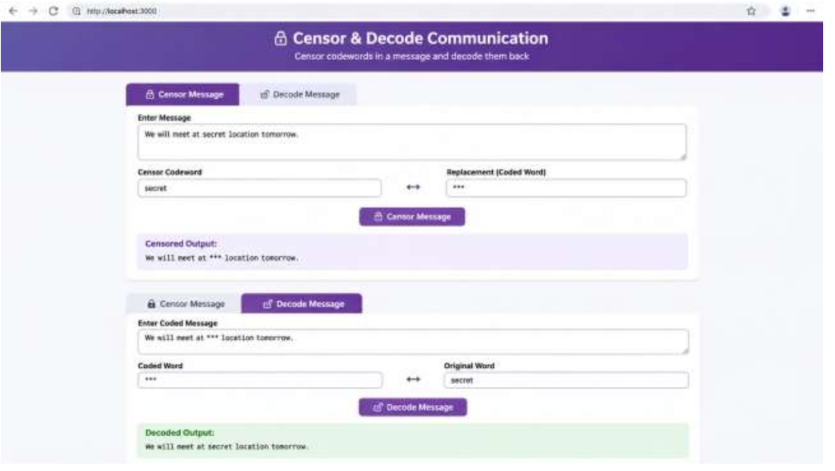 http://localhost:3000
Censor & Decode Communication
Censor codewords in a message and decode them back
Censor Message
Decode Message
Enter Message
We will meet at secret location tomorrow.
Censor Codeword
Replacement (Coded Word)
secret
***
Censor Message
Censored Output:
We will meet at *** location tomorrow.
Censor Message
Decode Message
Enter Coded Message
We will meet at *** location tomorrow.
Coded Word
Original Word
***
secret
Decode Message
Decoded Output:
We will meet at secret location tomorrow.